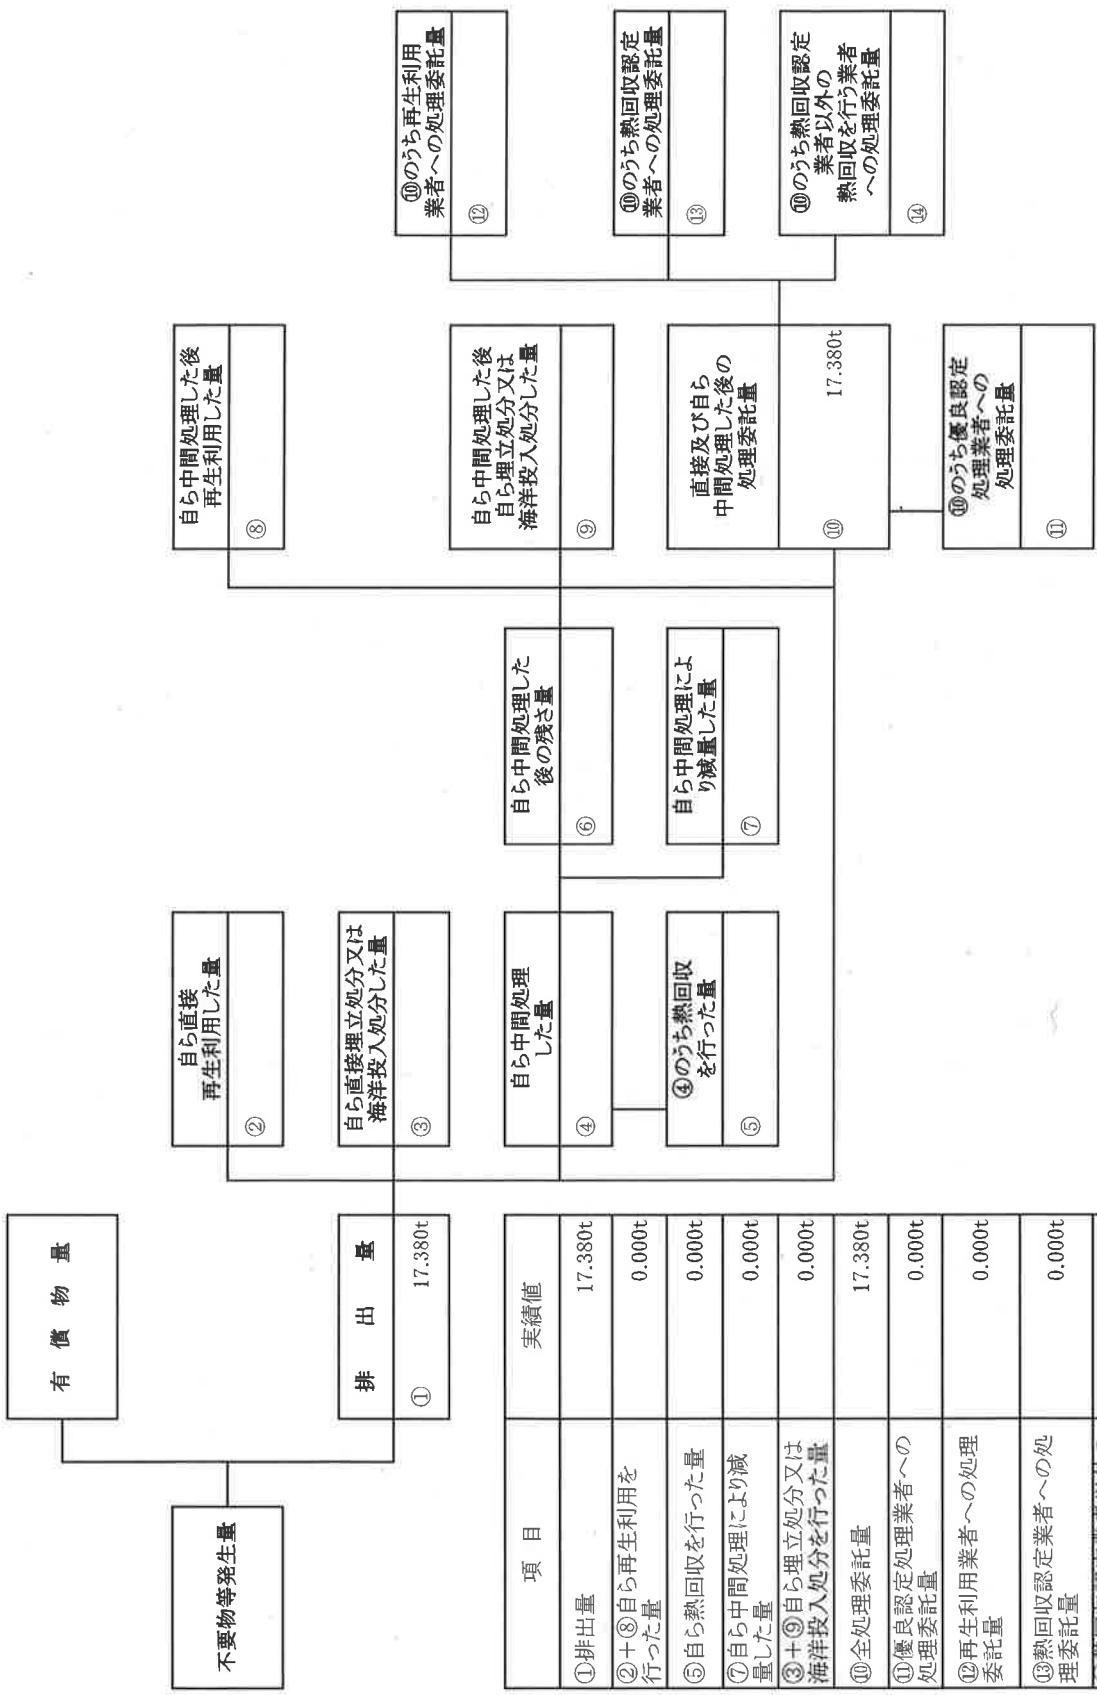 不要物等発生量
有償物量
排出量
① 17.380t
自ら直接
再生利用した量
②
自ら直接埋立処分又は
海洋投入処分した量
③
自ら中間処理
した量
④
④のうち熱回収
を行った量
⑤
自ら中間処理した
後の残さ量
⑥
自ら中間処理によ
り減量した量
⑦
自ら中間処理した後
再生利用した量
⑧
自ら中間処理した後
自ら埋立処分又は
海洋投入処分した量
⑨
直接及び自ら
中間処理した後の
処理委託量
⑩ 17.380t
⑩のうち優良認定
処理業者への
処理委託量
⑪
⑩のうち再生利用
業者への処理委託量
⑫
⑩のうち熱回収認定
業者への処理委託量
⑬
⑩のうち熱回収認定
業者以外の
熱回収を行う業者
への処理委託量
⑭
項目 実績値
①排出量 17.380t
②+⑧自ら再生利用を
行った量 0.000t
⑤自ら熱回収を行った量 0.000t
⑦自ら中間処理により減
量した量 0.000t
③+⑨自ら埋立処分又は
海洋投入処分を行った量 0.000t
⑩全処理委託量 17.380t
⑪優良認定処理業者への
処理委託量 0.000t
⑫再生利用業者への処理
委託量 0.000t
⑬熱回収認定業者への処
理委託量 0.000t